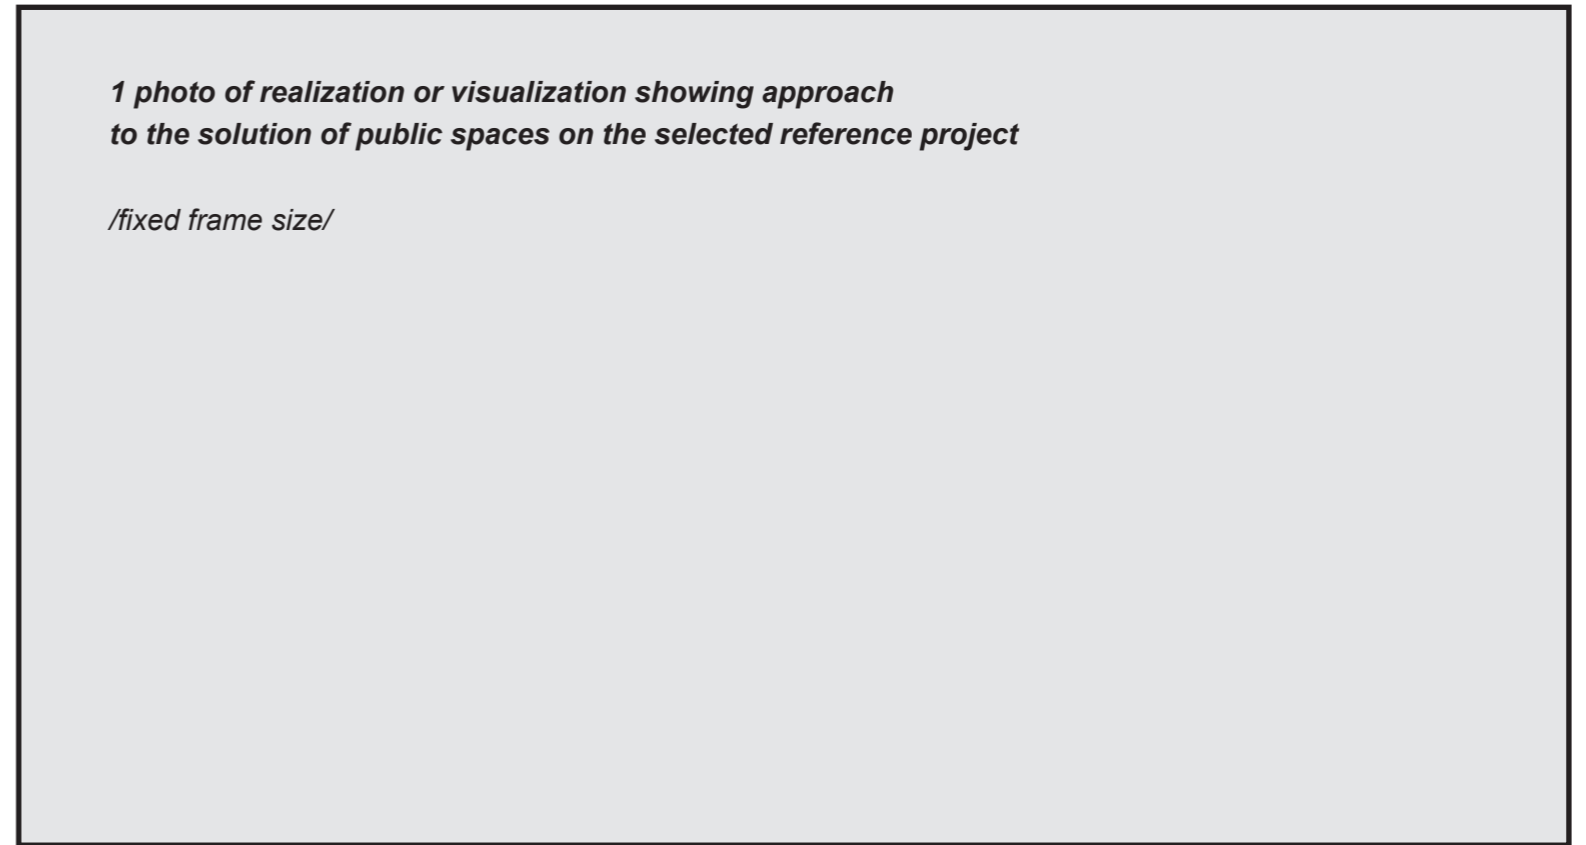 1 photo of realization or visualization showing approach
to the solution of public spaces on the selected reference project
/fixed frame size/